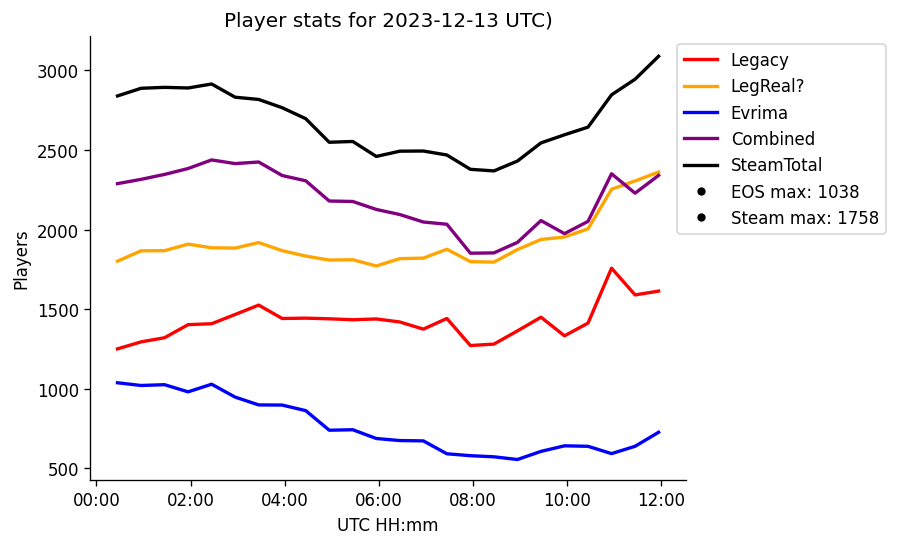 Player stats for 2023-12-13 UTC)
Legacy
LegReal?
Evrima
Combined
SteamTotal
EOS max: 1038
Steam max: 1758
Players
3000
2500
2000
1500
1000
500
00:00 02:00 04:00 06:00 08:00 10:00 12:00
UTC HH:mm